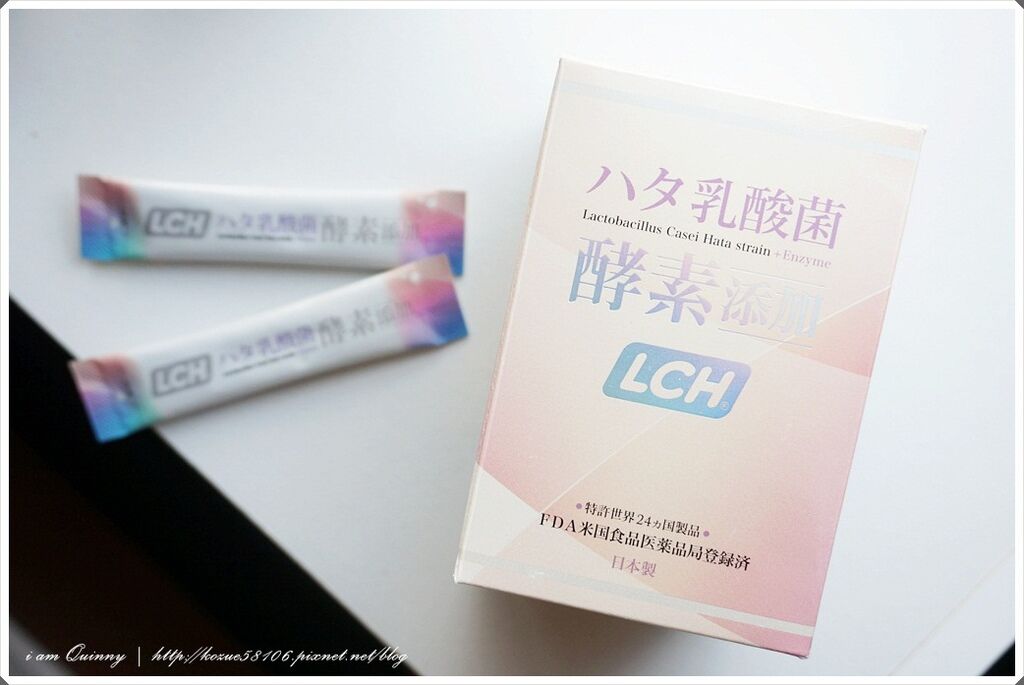 LCH ハタ乳酸菌 酵素添加
LCH ハタ乳酸菌 酵素添加
ハタ乳酸菌
Lactobacillus Casei Hata strain +Enzyme
酵素添加
LCH®
•特許世界24ヵ国製品•
FDA米国食品医薬品局登録済
日本製
i am Quinny | http://kozue58106.pixnet.net/blog